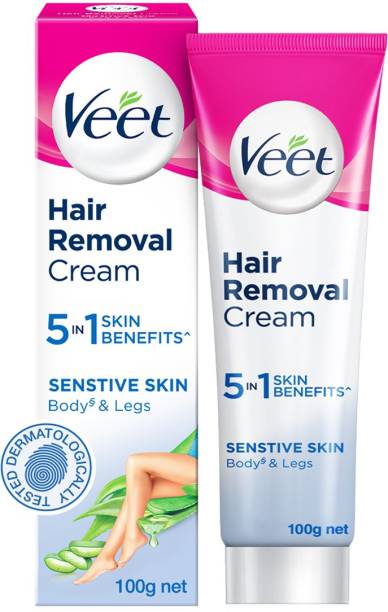 Veet
Hair
Removal
Cream
5 IN 1 SKIN
BENEFITS^
SENSTIVE SKIN
Body§ & Legs
DERMATOLOGICALLY
TESTED
100g net
Veet
Hair
Removal
Cream
5 IN 1 SKIN
BENEFITS^
SENSTIVE SKIN
Body§ & Legs
100g net